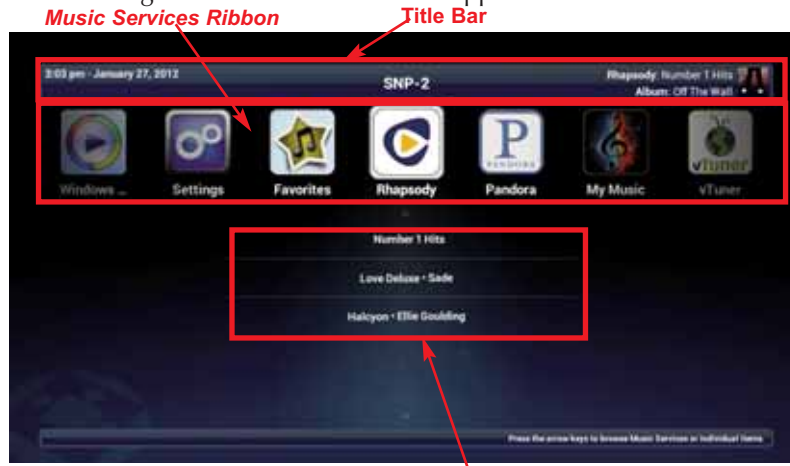 Music Services Ribbon
Title Bar
3:03 pm - January 27, 2012
SNP-2
Rhapsody: Number 1 Hits
Album: Off The Wall
Windows ...
Settings
Favorites
Rhapsody
P
PANDORA
Pandora
My Music
vTuner
vTuner
Number 1 Hits
Love Deluxe • Sade
Halcyon • Ellie Goulding
Press the arrow keys to browse Music Services or individual items